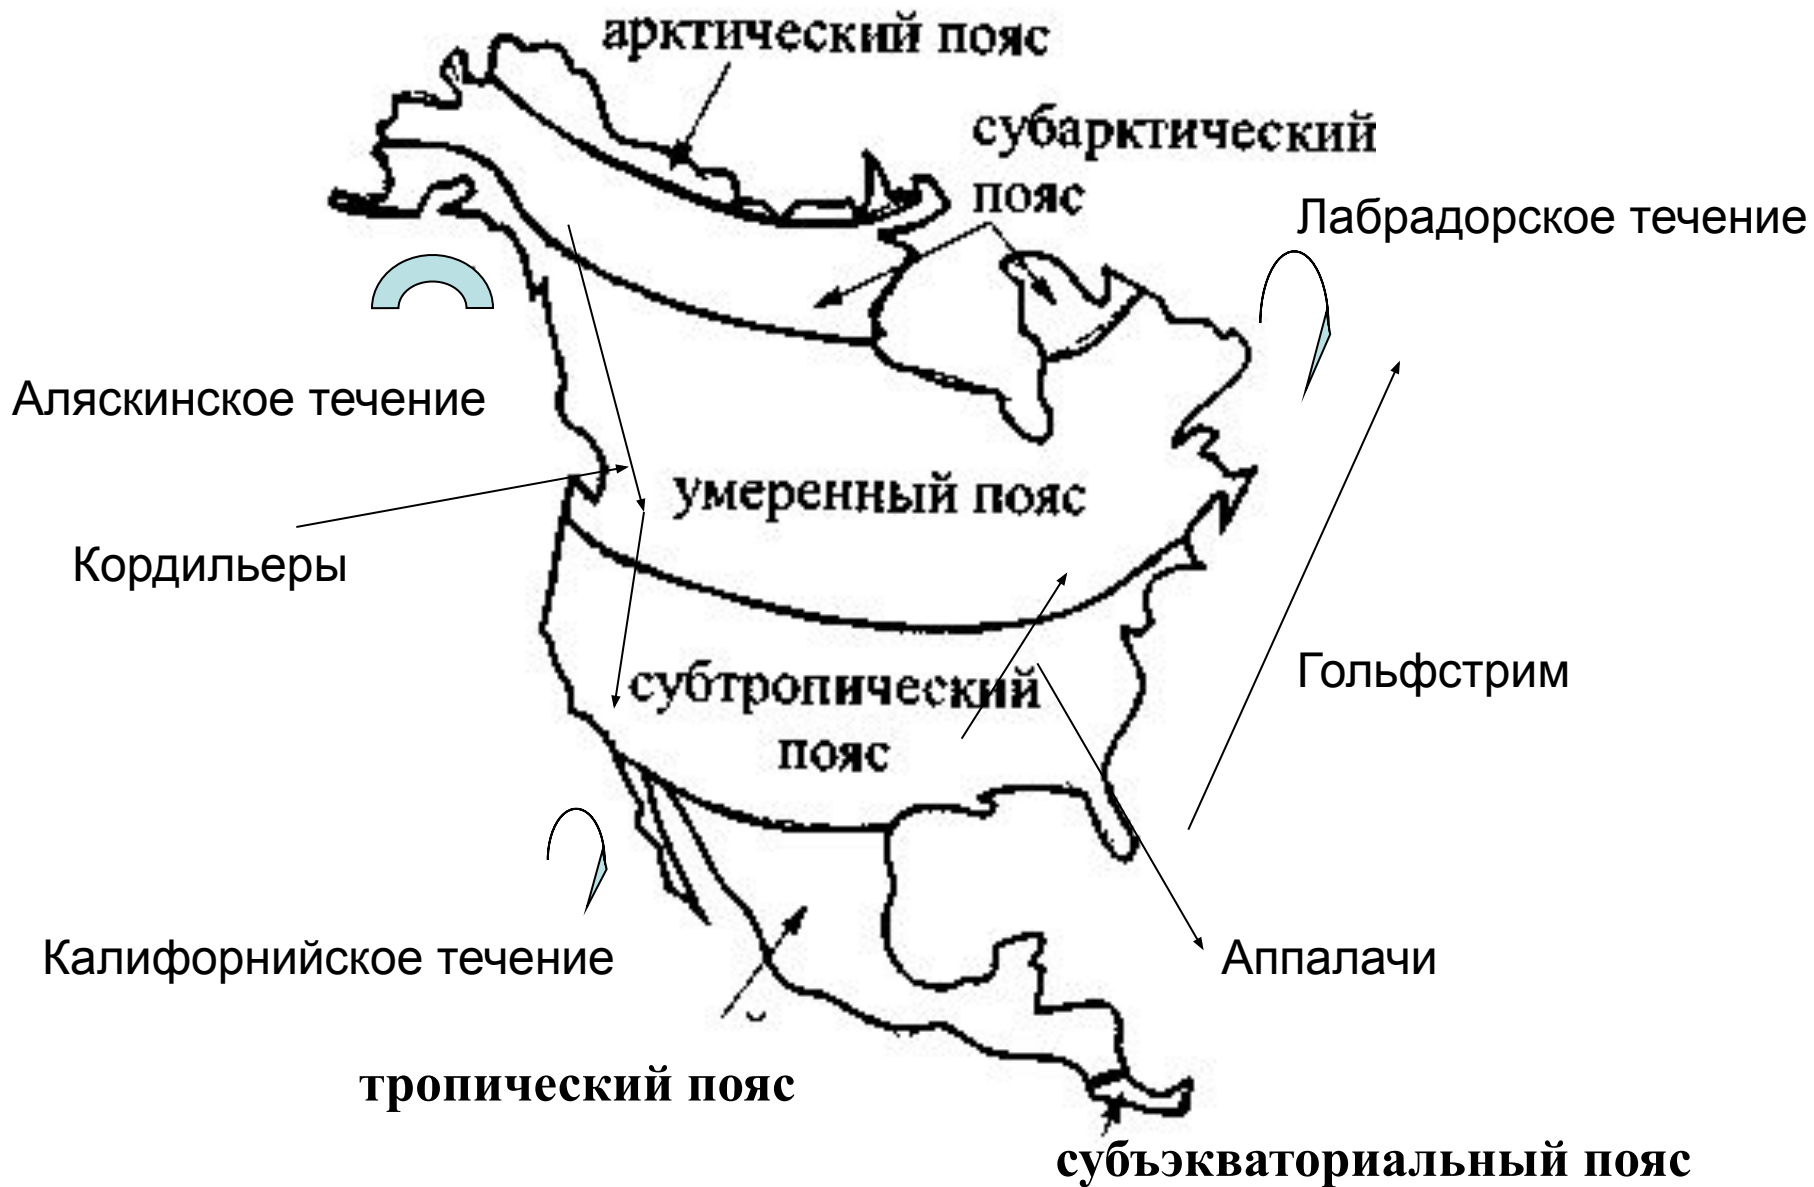 арктический пояс
субарктический
пояс
Лабрадорское течение
Аляскинское течение
умеренный пояс
Кордильеры
субтропический
пояс
Гольфстрим
Калифорнийское течение
Аппалачи
й
тропический пояс
субъэкваториальный пояс